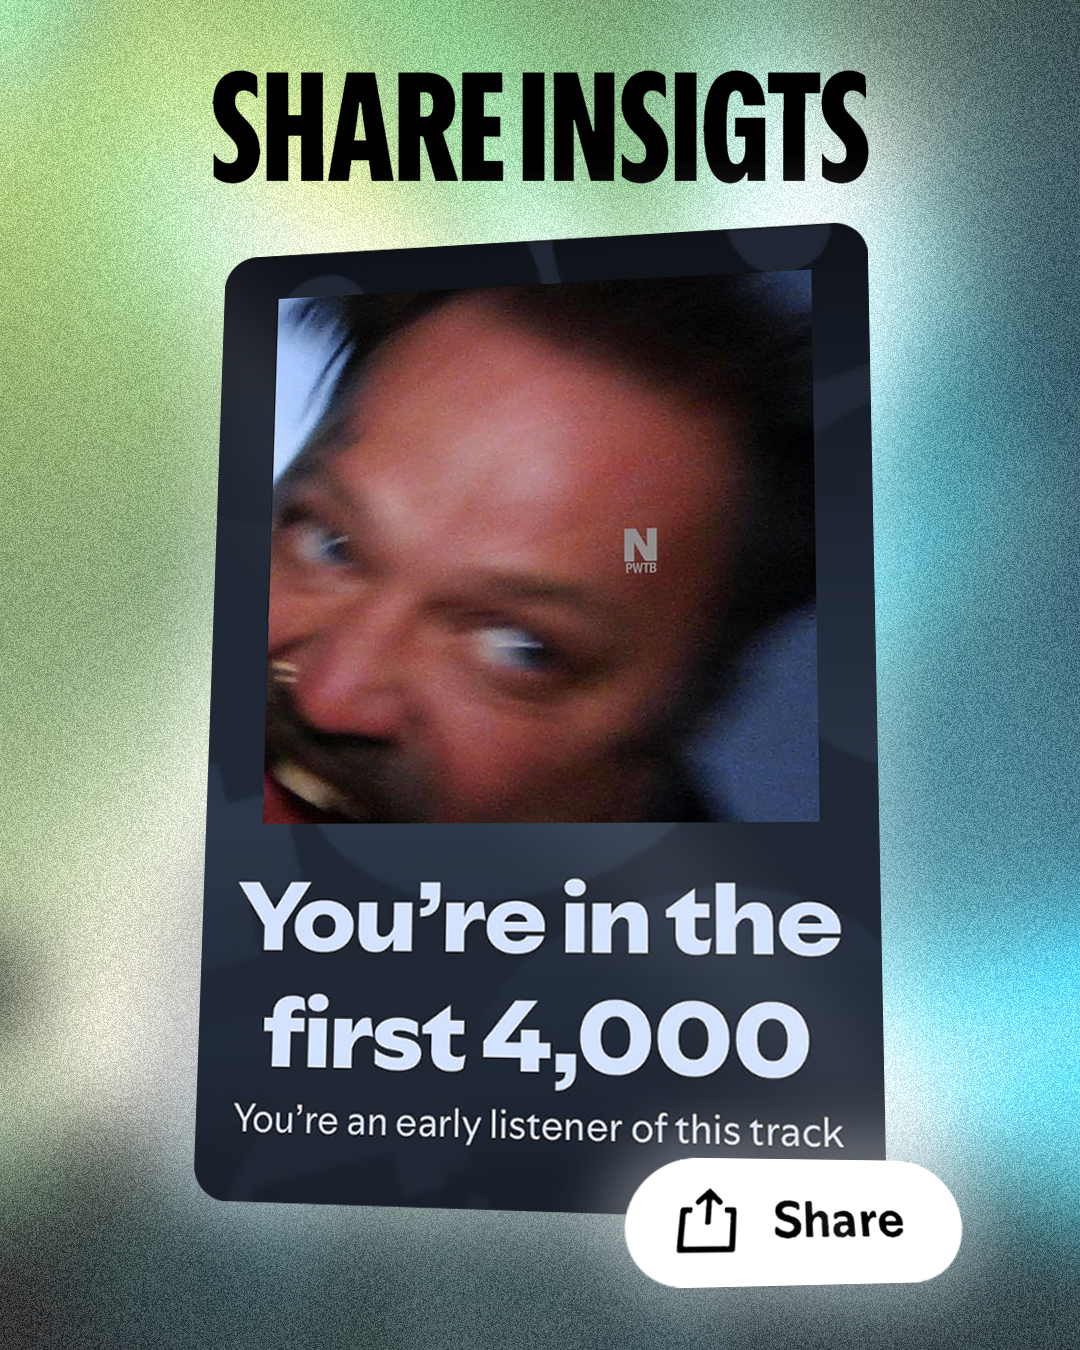 SHARE INSIGTS
N
PWTB
You're in the
first 4,000
You're an early listener of this track
Share